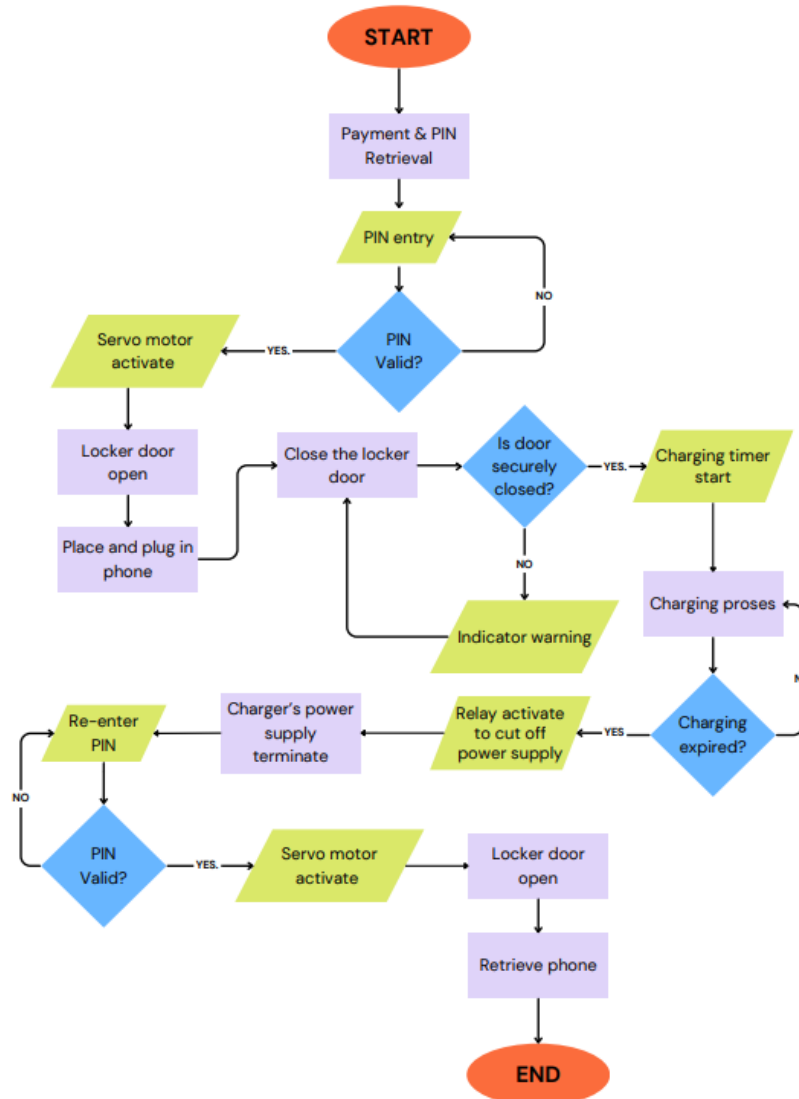 START
Payment & PIN
Retrieval
PIN entry
NO
PIN
Valid?
YES.
Servo motor
activate
Locker door
open
Place and plug in
phone
Close the locker
door
Is door
securely
closed?
YES.
Charging timer
start
NO
Indicator warning
Charging proses
Charging
expired?
YES
Relay activate
to cut off
power supply
Charger's power
supply
terminate
Re-enter
PIN
NO
PIN
Valid?
YES.
Servo motor
activate
Locker door
open
Retrieve phone
END